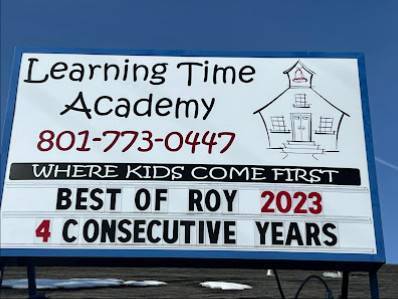 Learning Time
Academy
801-773-0447
WHERE KIDS COME FIRST
BEST OF ROY 2023
4 CONSECUTIVE YEARS